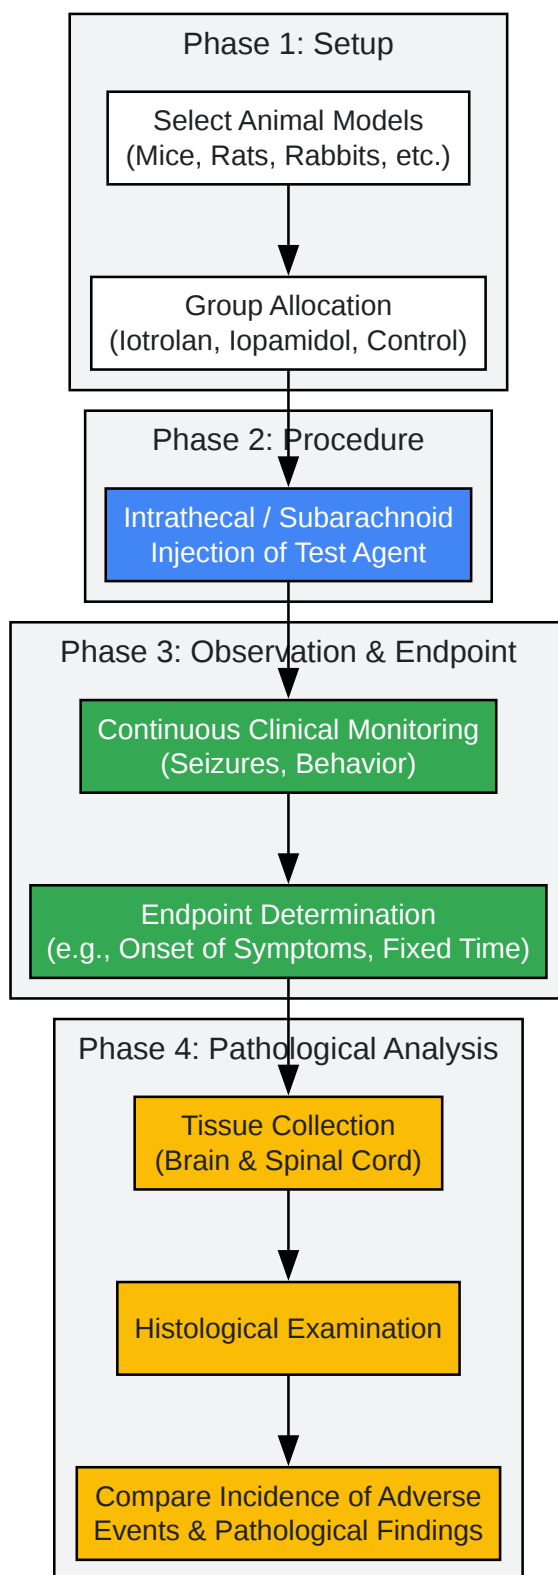 Phase 1: Setup
Select Animal Models
(Mice, Rats, Rabbits, etc.)
Group Allocation
(Iotrolan, Iopamidol, Control)
Phase 2: Procedure
Intrathecal / Subarachnoid
Injection of Test Agent
Phase 3: Observation & Endpoint
Continuous Clinical Monitoring
(Seizures, Behavior)
Endpoint Determination
(e.g., Onset of Symptoms, Fixed Time)
Phase 4: Pathological Analysis
Tissue Collection
(Brain & Spinal Cord)
Histological Examination
Compare Incidence of Adverse
Events & Pathological Findings